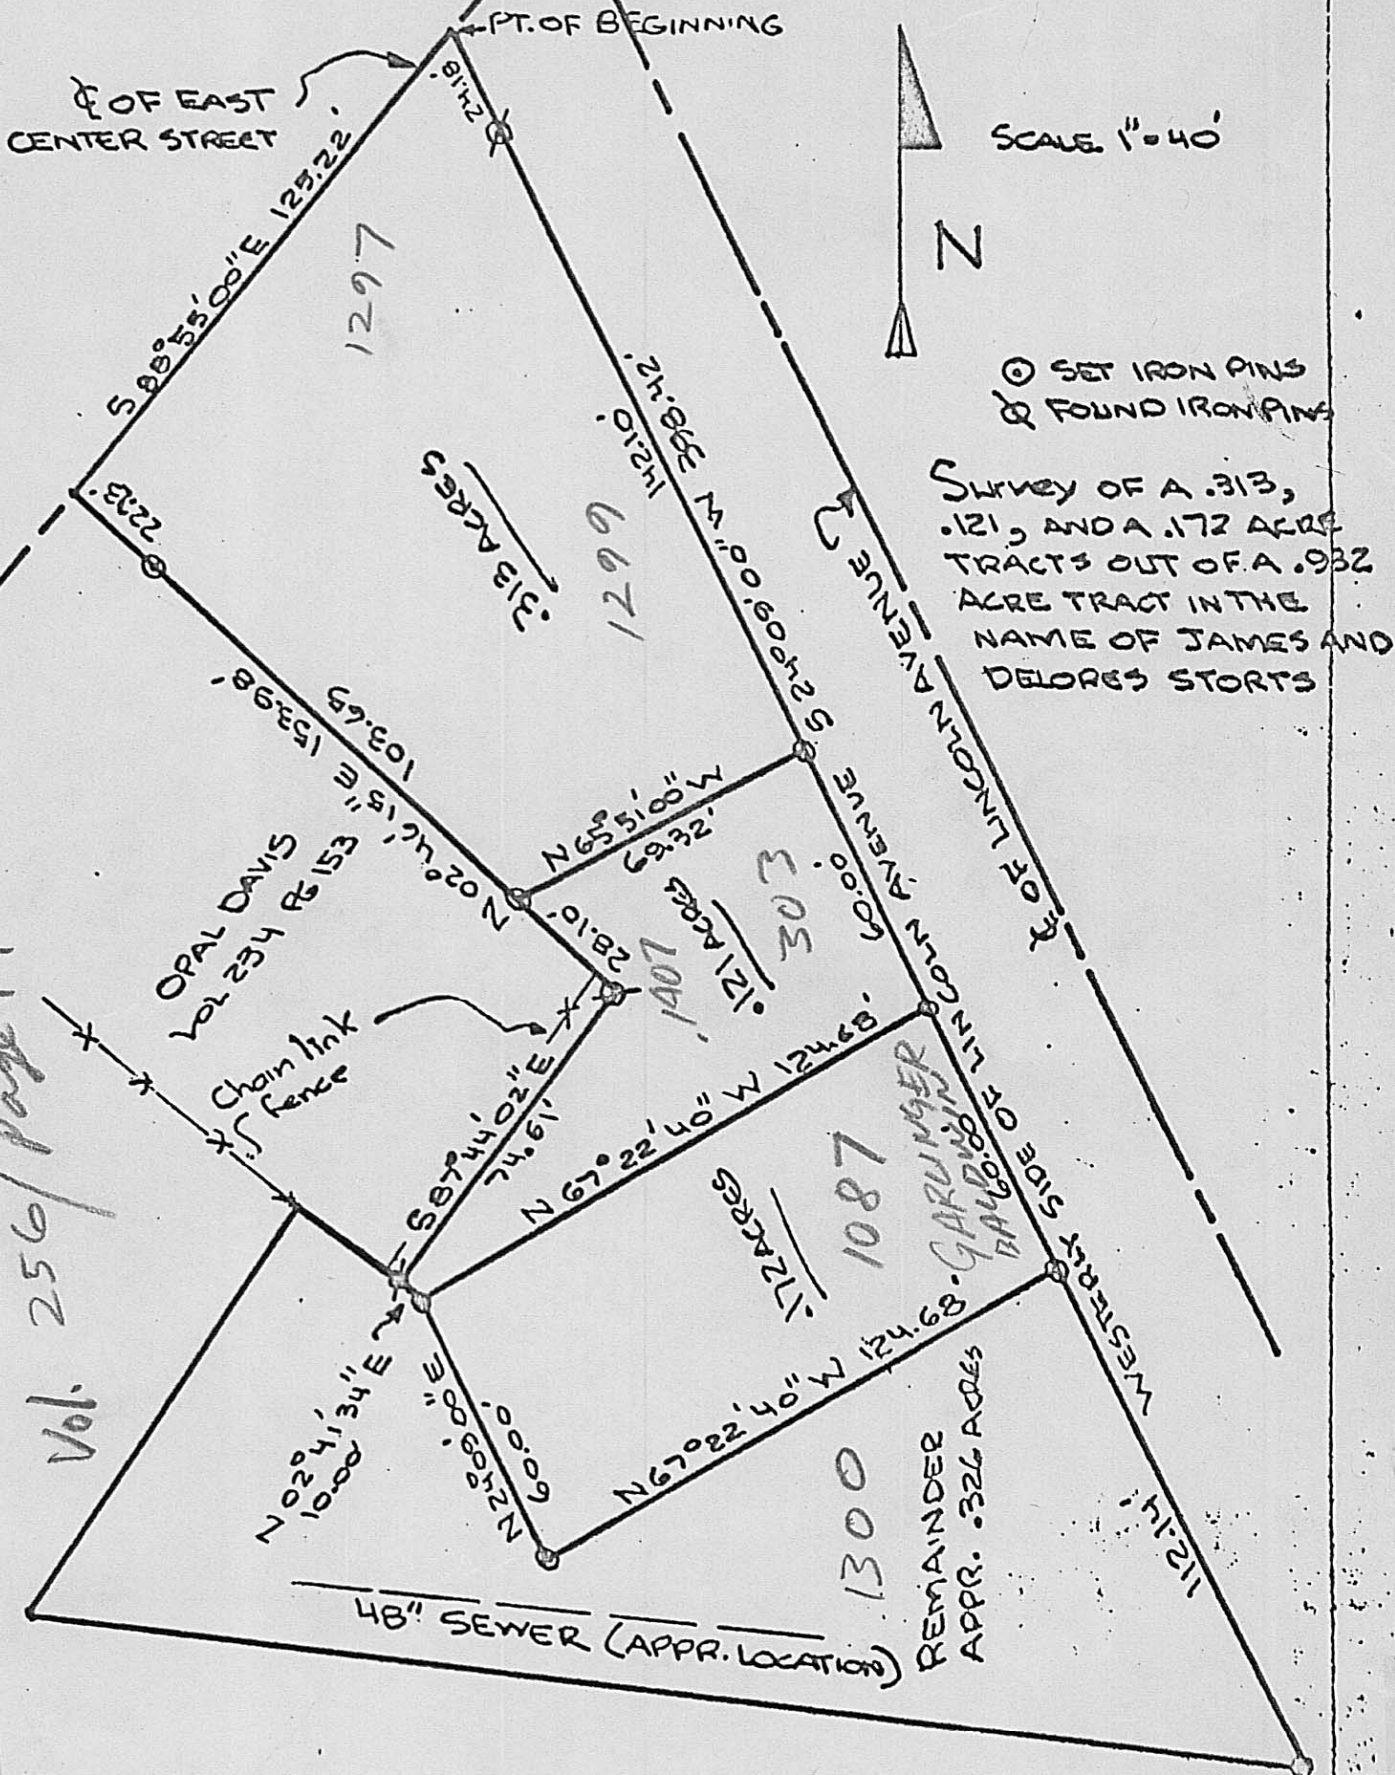 PT. OF BEGINNING
℄ OF EAST
CENTER STREET
24.18'
SCALE 1"=40'
N
S 88°55'00"E 125.22'
1297
⊙ SET IRON PINS
FOUND IRON PINS
Survey OF A .313,
.121, AND A .172 ACRE
TRACTS OUT OF A .932
ACRE TRACT IN THE
NAME OF JAMES AND
DELORES STORTS
22.23'
.313 ACRES
1299
142.10'
S 24°09'00" W 398.42'
℄ OF LINCOLN AVENUE
N 02°46'15"E 153.98'
103.65
N 65°51'00" W
69.32'
OPAL DAVIS
VOL 234 PG 153
28.10'
1407
.121 ACRES
303
60.00'
WESTERLY SIDE OF LINCOLN AVENUE
Chain link
fence
S 87°44'02"E
74.61'
N 67°22'40" W 124.68'
.172 ACRES
1087
GARLINGER
60.00
Vol. 256/Page
N 02°41'34"E
10.00
N 24°09'00"E
60.00'
N 67°22'40" W 124.68'
1300
REMAINDER
APPR. .326 ACRES
112.14'
48" SEWER (APPR. LOCATION)